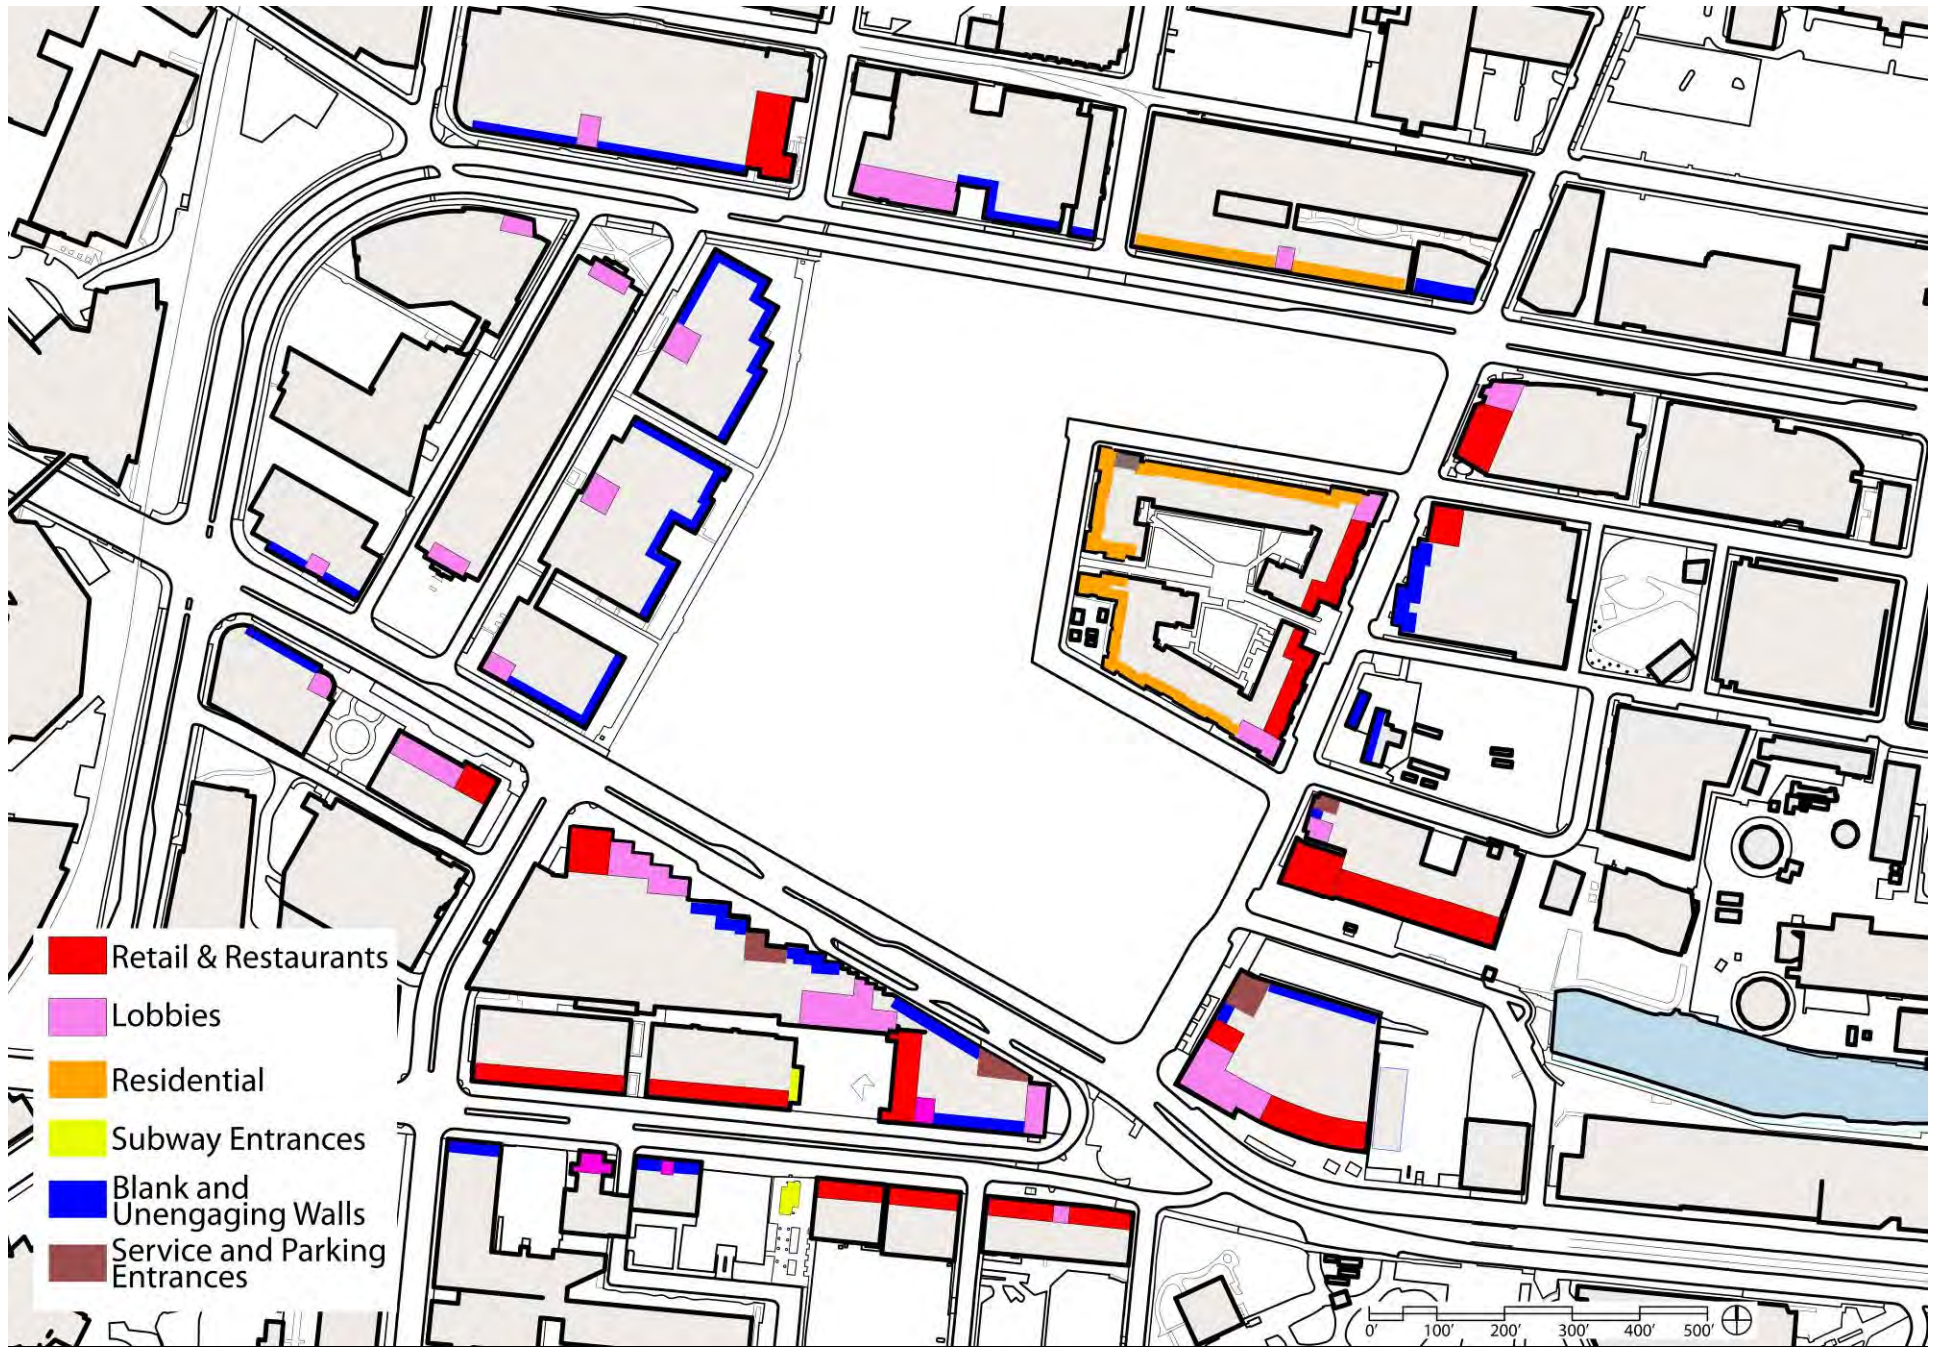 Retail & Restaurants
Lobbies
Residential
Subway Entrances
Blank and
Unengaging Walls
Service and Parking
Entrances
0' 100' 200' 300' 400' 500'